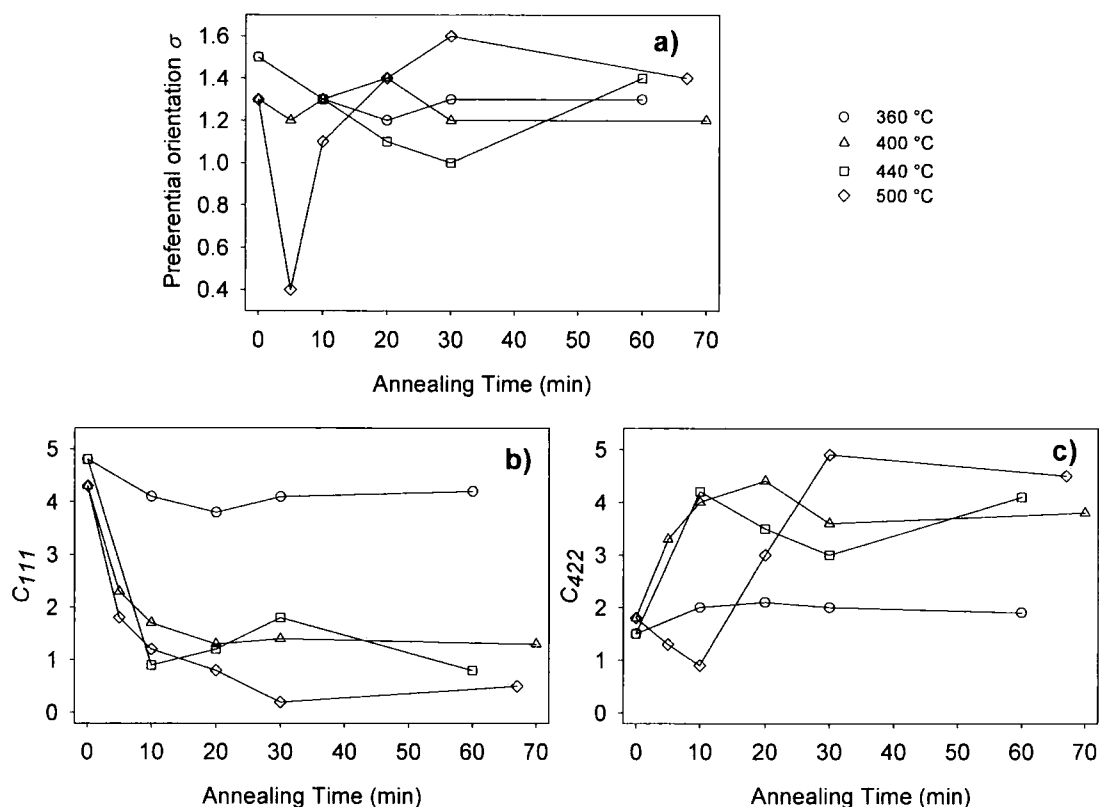 a)
Preferential orientation σ
1.6
1.4
1.2
1.0
0.8
0.6
0.4
0 10 20 30 40 50 60 70
Annealing Time (min)
360 °C
400 °C
440 °C
500 °C
b)
C111
5
4
3
2
1
0
0 10 20 30 40 50 60 70
Annealing Time (min)
c)
C422
5
4
3
2
1
0
0 10 20 30 40 50 60 70
Annealing Time (min)